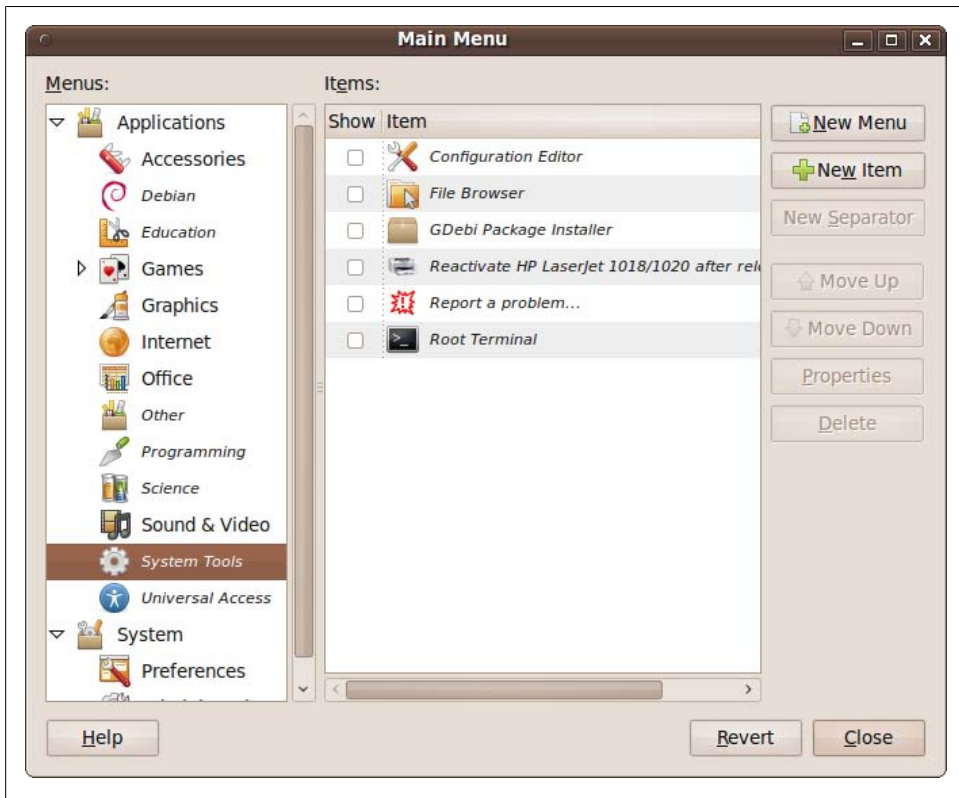 Main Menu
Menus:
Items:
Applications
Accessories
Debian
Education
Games
Graphics
Internet
Office
Other
Programming
Science
Sound & Video
System Tools
Universal Access
System
Preferences
Show Item
Configuration Editor
File Browser
GDebi Package Installer
Reactivate HP LaserJet 1018/1020 after
Report a problem...
Root Terminal
New Menu
New Item
New Separator
Move Up
Move Down
Properties
Delete
Help
Revert
Close